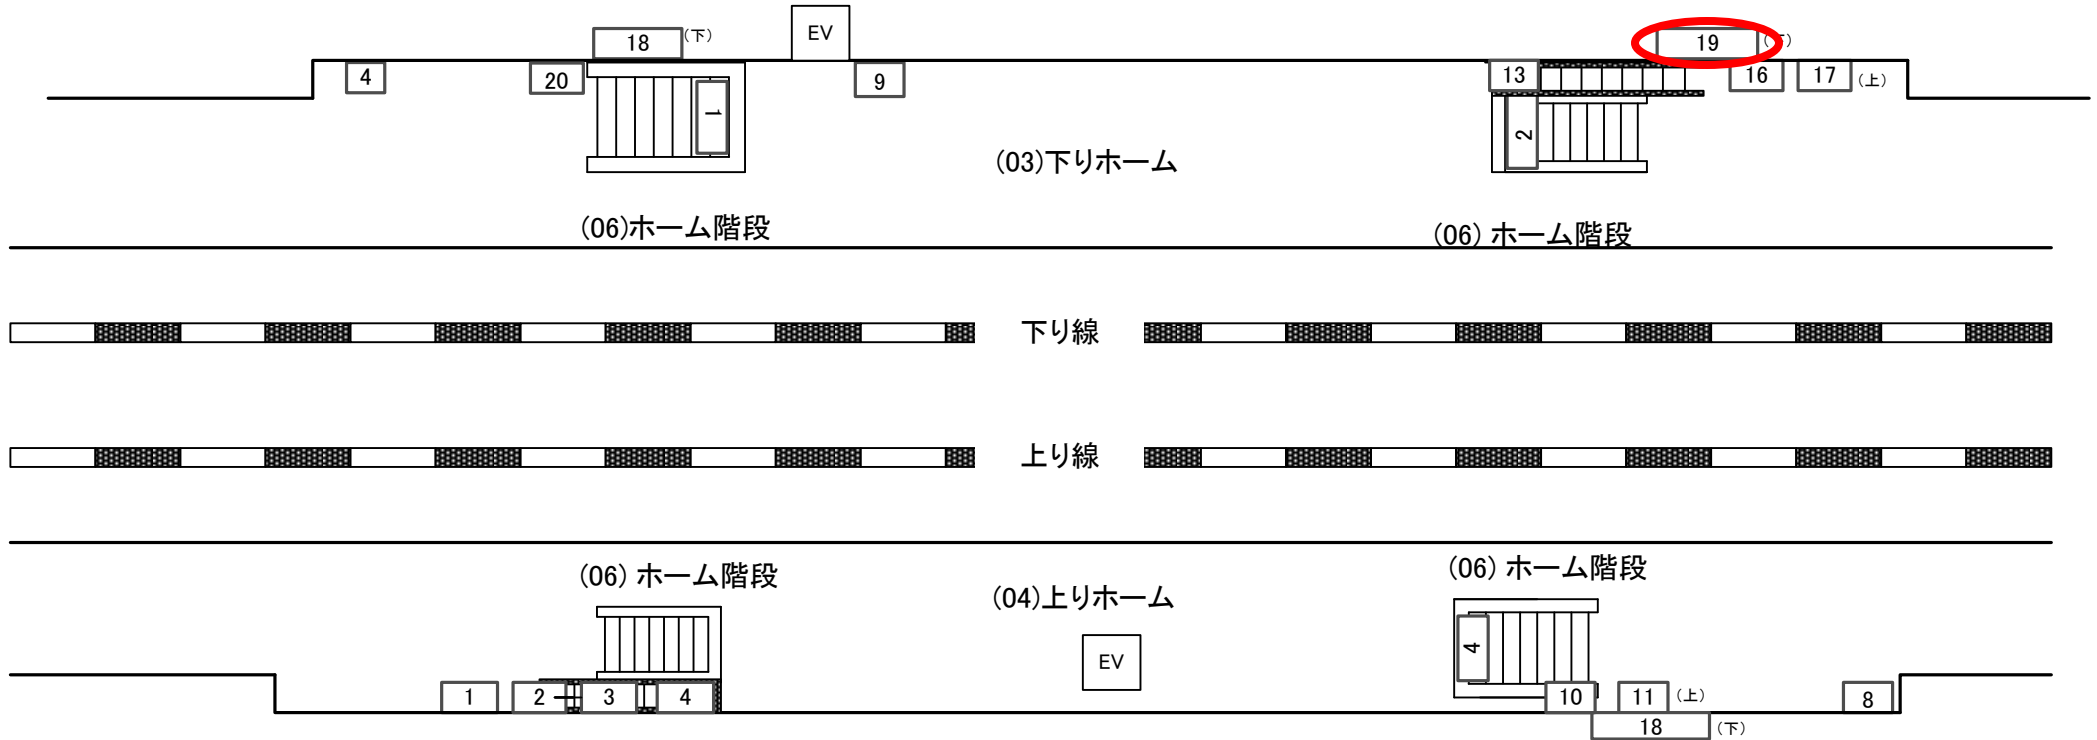 18 (下) EV 19 (下)
4 20 9 13 16 17 (上)
1 2
(03)下りホーム
(06)ホーム階段 (06) ホーム階段
下り線
上り線
(06) ホーム階段 (06) ホーム階段
(04)上りホーム
EV 4
1 2 3 4 10 11 (上) 8
18 (下)